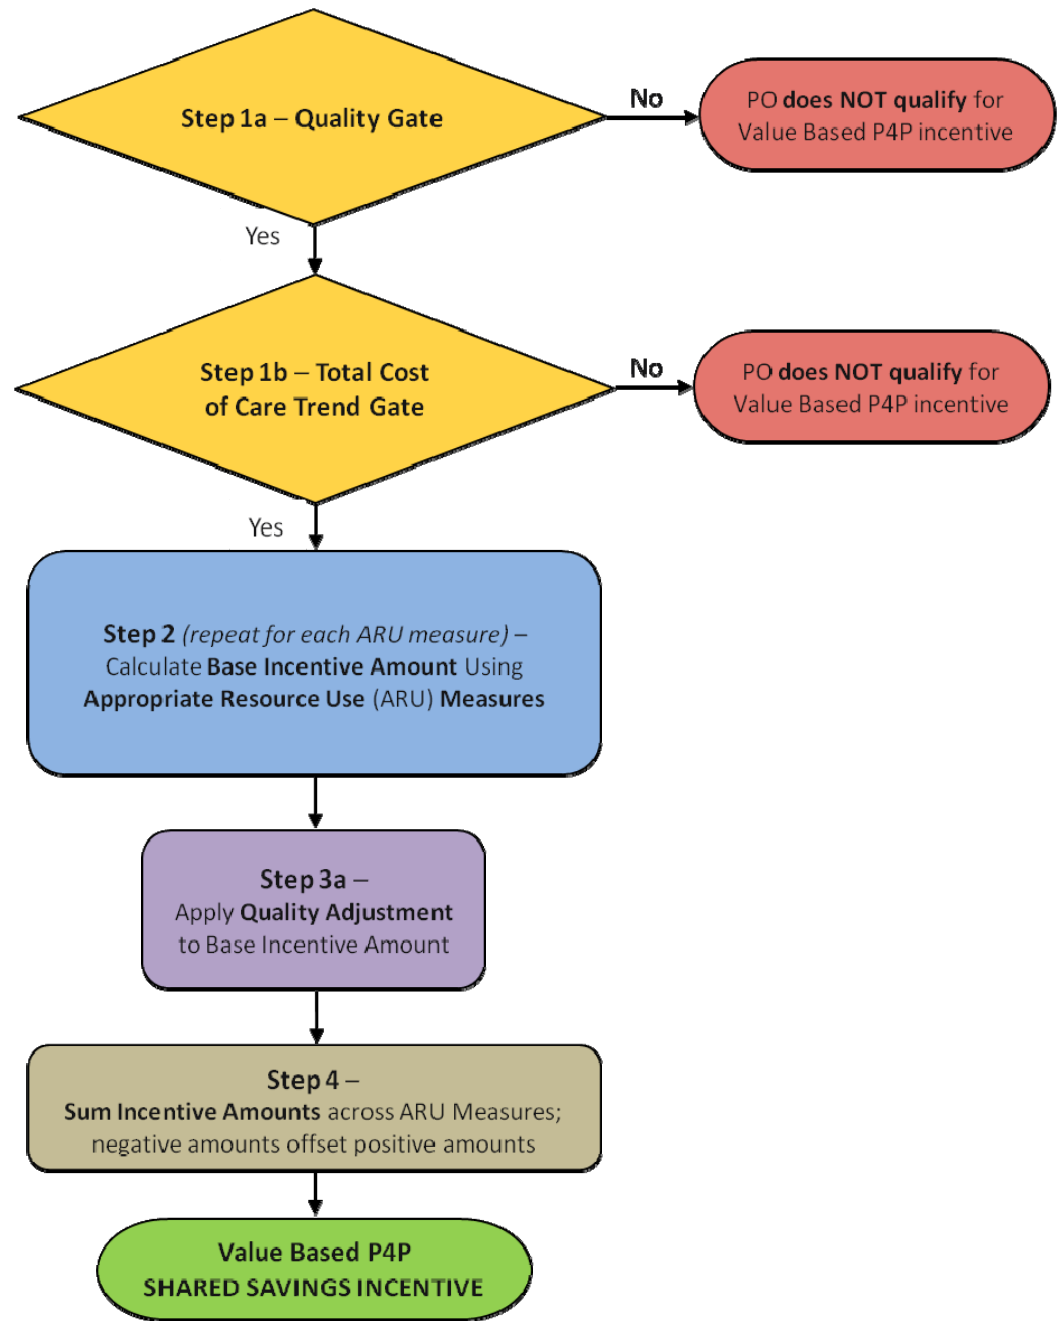 Step 1a – Quality Gate
No
PO does NOT qualify for
Value Based P4P incentive
Yes
Step 1b – Total Cost
of Care Trend Gate
No
PO does NOT qualify for
Value Based P4P incentive
Yes
Step 2 (repeat for each ARU measure) –
Calculate Base Incentive Amount Using
Appropriate Resource Use (ARU) Measures
Step 3a –
Apply Quality Adjustment
to Base Incentive Amount
Step 4 –
Sum Incentive Amounts across ARU Measures;
negative amounts offset positive amounts
Value Based P4P
SHARED SAVINGS INCENTIVE